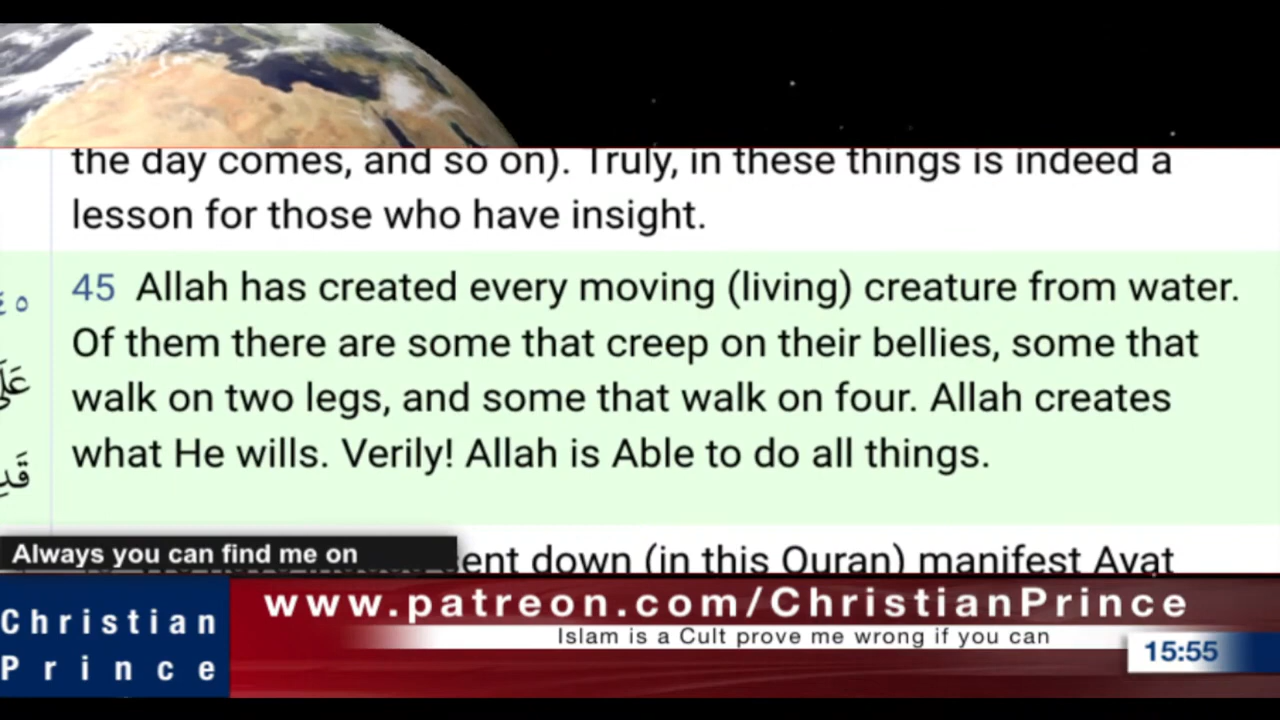 the day comes, and so on). Truly, in these things is indeed a
lesson for those who have insight.
45 Allah has created every moving (living) creature from water.
Of them there are some that creep on their bellies, some that
walk on two legs, and some that walk on four. Allah creates
what He wills. Verily! Allah is Able to do all things.
٤٥
Always you can find me on
sent down (in this Quran) manifest Ayat
www.patreon.com/ChristianPrince
Islam is a Cult prove me wrong if you can
Christian
Prince
15:55